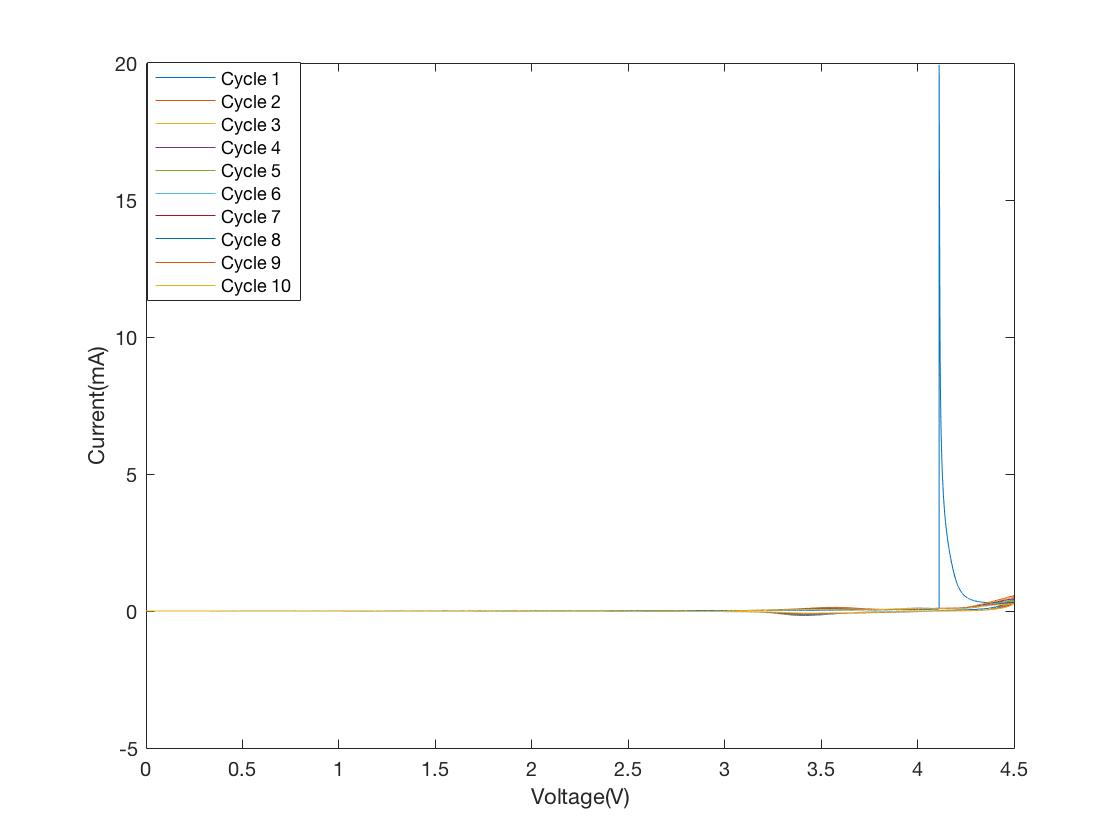 20
15
10
5
0
-5
Current(mA)
Cycle 1
Cycle 2
Cycle 3
Cycle 4
Cycle 5
Cycle 6
Cycle 7
Cycle 8
Cycle 9
Cycle 10
0 0.5 1 1.5 2 2.5 3 3.5 4 4.5
Voltage(V)